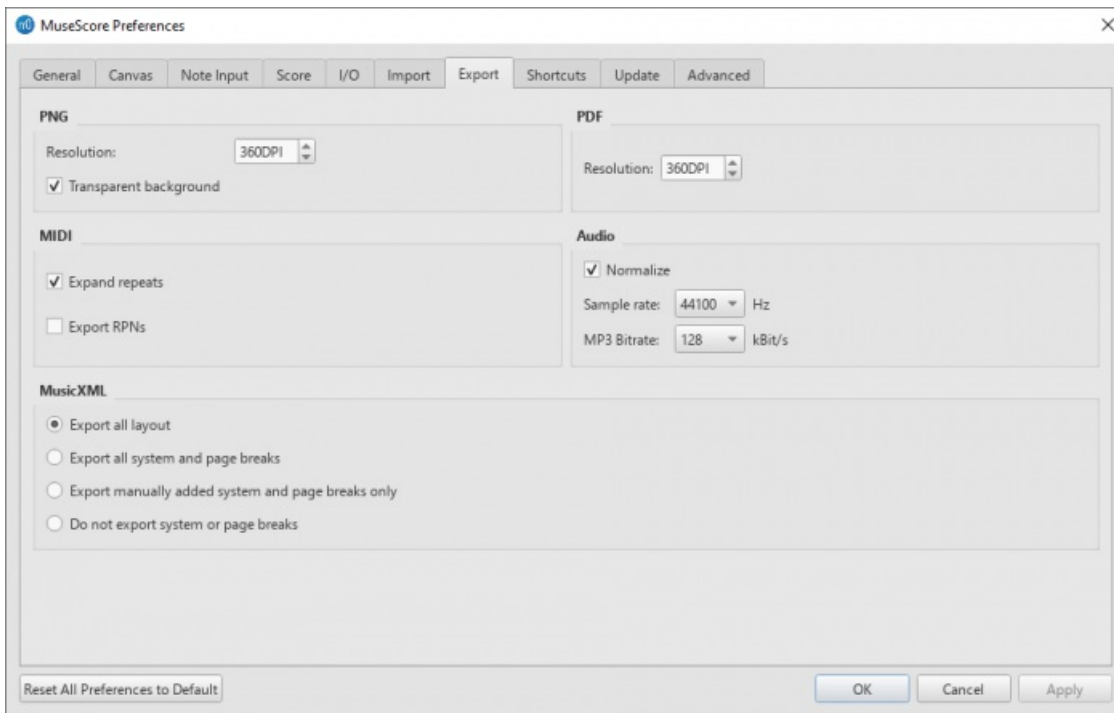 MuseScore Preferences
General Canvas Note Input Score I/O Import Export Shortcuts Update Advanced
PNG
Resolution: 360DPI
Transparent background
PDF
Resolution: 360DPI
MIDI
Expand repeats
Export RPNs
Audio
Normalize
Sample rate: 44100 Hz
MP3 Bitrate: 128 kBit/s
MusicXML
Export all layout
Export all system and page breaks
Export manually added system and page breaks only
Do not export system or page breaks
Reset All Preferences to Default OK Cancel Apply